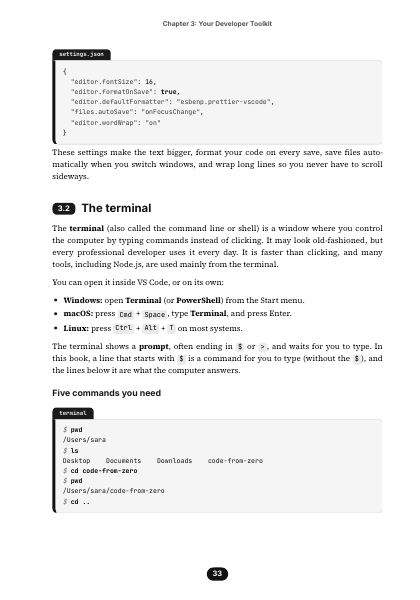 Chapter 3: Your Developer Toolkit
settings.json
{
  "editor.fontSize": 16,
  "editor.formatOnSave": true,
  "editor.defaultFormatter": "esbenp.prettier-vscode",
  "files.autoSave": "onFocusChange",
  "editor.wordWrap": "on"
}
These settings make the text bigger, format your code on every save, save files auto-
matically when you switch windows, and wrap long lines so you never have to scroll
sideways.
3.2 The terminal
The terminal (also called the command line or shell) is a window where you control
the computer by typing commands instead of clicking. It may look old-fashioned, but
every professional developer uses it every day. It is faster than clicking, and many
tools, including Node.js, are used mainly from the terminal.
You can open it inside VS Code, or on its own:
• Windows: open Terminal (or PowerShell) from the Start menu.
• macOS: press Cmd + Space, type Terminal, and press Enter.
• Linux: press Ctrl + Alt + T on most systems.
The terminal shows a prompt, often ending in $ or >, and waits for you to type. In
this book, a line that starts with $ is a command for you to type (without the $), and
the lines below it are what the computer answers.
Five commands you need
terminal
$ pwd
/Users/sara
$ ls
Desktop    Documents    Downloads    code-from-zero
$ cd code-from-zero
$ pwd
/Users/sara/code-from-zero
$ cd ..
33